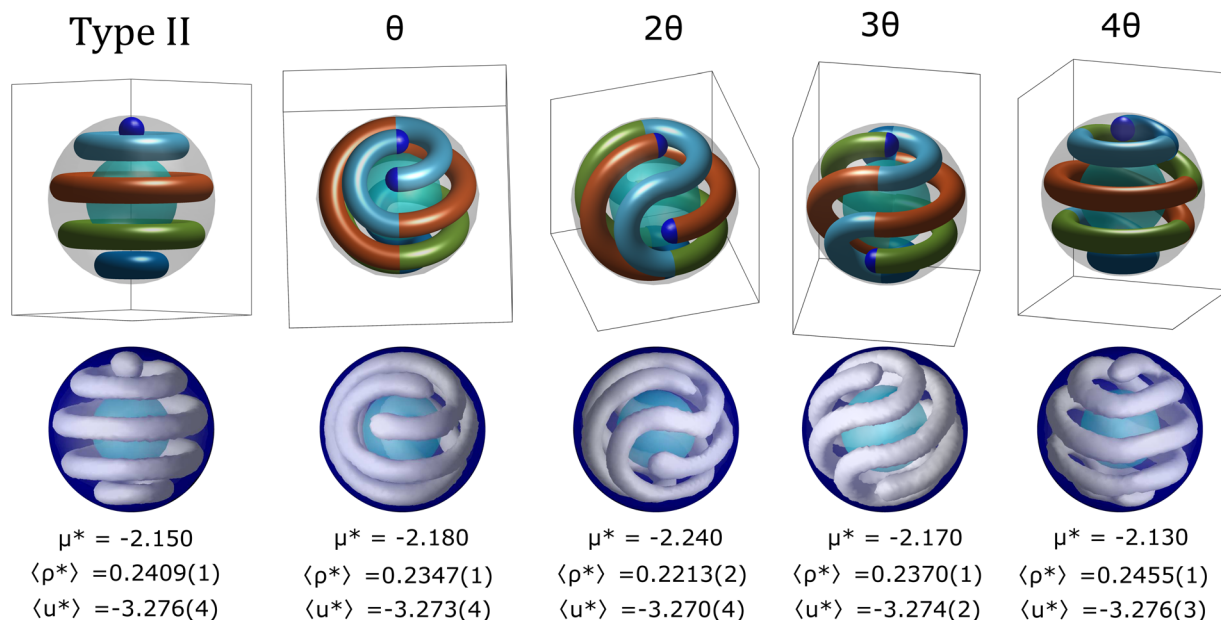 Type II θ 2θ 3θ 4θ
μ* = -2.150 μ* = -2.180 μ* = -2.240 μ* = -2.170 μ* = -2.130
⟨ρ*⟩ =0.2409(1) ⟨ρ*⟩ =0.2347(1) ⟨ρ*⟩ =0.2213(2) ⟨ρ*⟩ =0.2370(1) ⟨ρ*⟩ =0.2455(1)
⟨u*⟩ =-3.276(4) ⟨u*⟩ =-3.273(4) ⟨u*⟩ =-3.270(4) ⟨u*⟩ =-3.274(2) ⟨u*⟩ =-3.276(3)